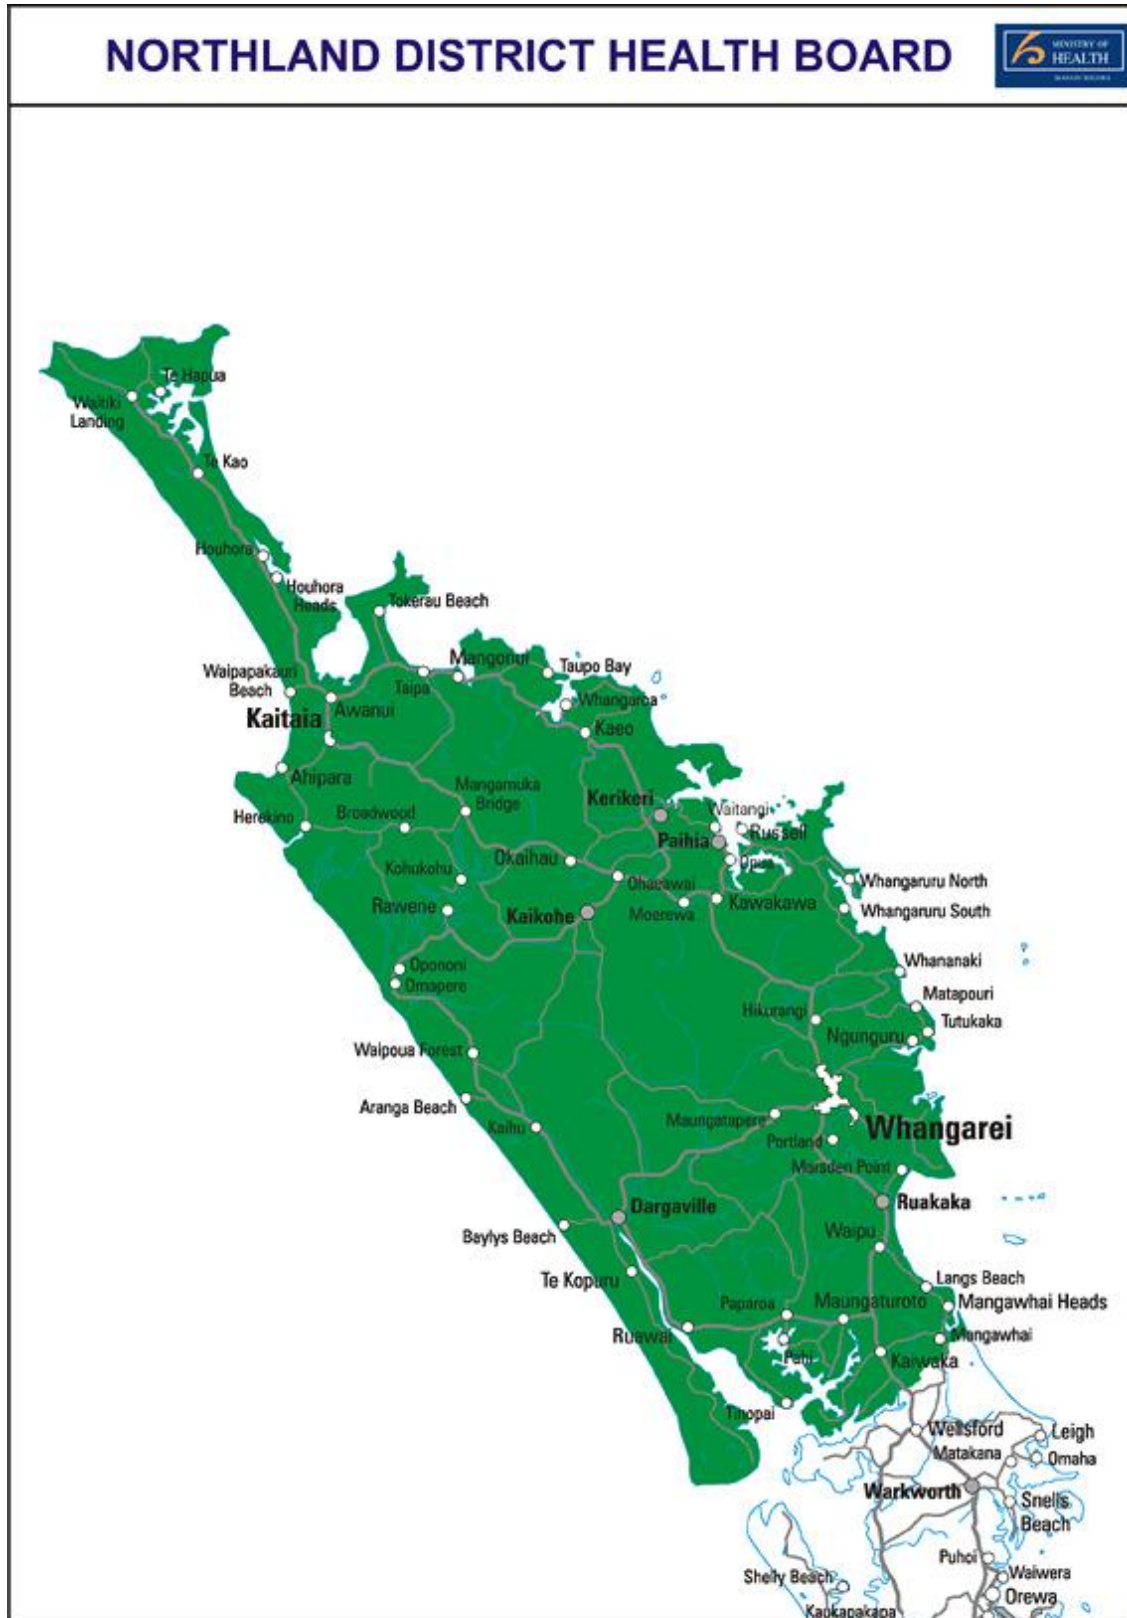 NORTHLAND DISTRICT HEALTH BOARD
MINISTRY OF
HEALTH
Te Hapua
Waitiki
Landing
Te Kao
Houhora
Houhora
Heads
Tokerau Beach
Mangonui
Taupo Bay
Waipapakauri
Beach
Taipa
Whangaroa
Kaitaia
Awanui
Kaeo
Ahipara
Mangamuka
Bridge
Kerikeri
Herekino
Broadwood
Waitangi
Russell
Paihia
Okaihau
Opua
Kohukohu
Ohaeawai
Whangaruru North
Rawene
Kaikohe
Moerewa
Kawakawa
Whangaruru South
Opononi
Omapere
Whananaki
Matapouri
Hikurangi
Tutukaka
Ngunguru
Waipoua Forest
Aranga Beach
Kaihu
Maungatapere
Whangarei
Portland
Marsden Point
Dargaville
Ruakaka
Baylys Beach
Waipu
Te Kopuru
Langs Beach
Paparoa
Maungaturoto
Mangawhai Heads
Ruawai
Mangawhai
Pahi
Kaiwaka
Tinopai
Wellsford
Leigh
Matakana
Omaha
Warkworth
Snells
Beach
Puhoi
Shelly Beach
Waiwera
Orewa
Kaukapakapa